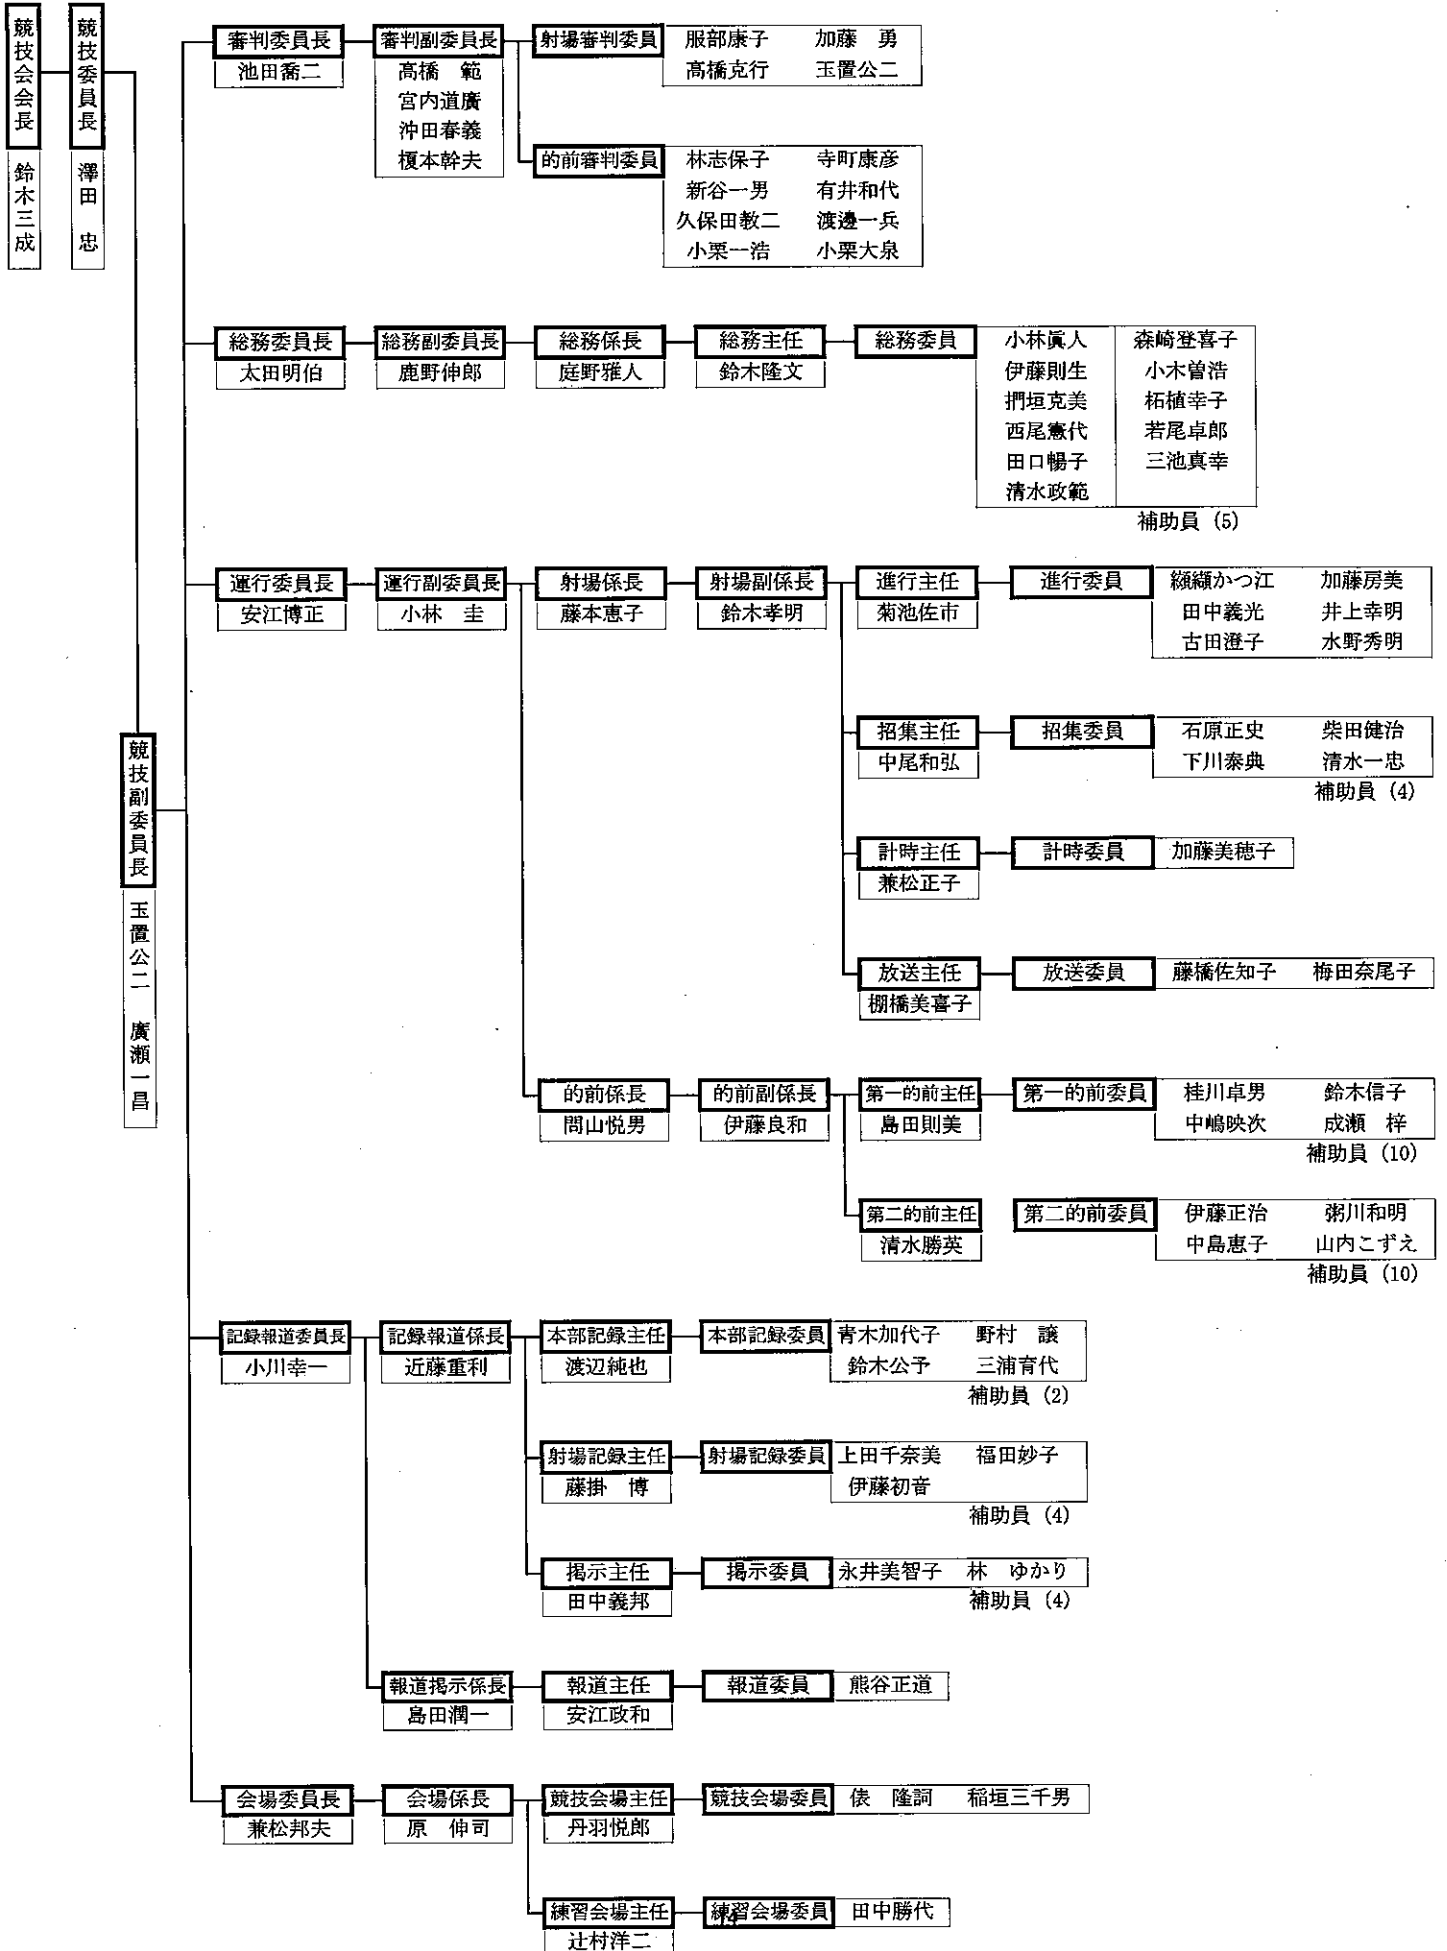 競技会会長
鈴木三成
競技委員長
澤田　忠
競技副委員長
玉置公二　廣瀬一昌
審判委員長
池田喬二
審判副委員長
高橋　範
宮内道廣
沖田春義
榎本幹夫
射場審判委員
服部康子　加藤　勇
高橋克行　玉置公二
的前審判委員
林志保子　寺町康彦
新谷一男　有井和代
久保田教二　渡邊一兵
小栗一浩　小栗大泉
総務委員長
太田明伯
総務副委員長
鹿野伸郎
総務係長
庭野雅人
総務主任
鈴木隆文
総務委員
小林眞人　森崎登喜子
伊藤則生　小木曽浩
捫垣克美　柘植幸子
西尾憲代　若尾卓郎
田口暢子　三池真幸
清水政範
補助員（5）
運行委員長
安江博正
運行副委員長
小林　圭
射場係長
藤本恵子
射場副係長
鈴木孝明
進行主任
菊池佐市
進行委員
纐纈かつ江　加藤房美
田中義光　井上幸明
古田澄子　水野秀明
招集主任
中尾和弘
招集委員
石原正史　柴田健治
下川泰典　清水一忠
補助員（4）
計時主任
兼松正子
計時委員
加藤美穂子
放送主任
棚橋美喜子
放送委員
藤橋佐知子　梅田奈尾子
的前係長
間山悦男
的前副係長
伊藤良和
第一的前主任
島田則美
第一的前委員
桂川卓男　鈴木信子
中嶋映次　成瀬　梓
補助員（10）
第二的前主任
清水勝英
第二的前委員
伊藤正治　粥川和明
中島恵子　山内こずえ
補助員（10）
記録報道委員長
小川幸一
記録報道係長
近藤重利
本部記録主任
渡辺純也
本部記録委員
青木加代子　野村　譲
鈴木公予　三浦育代
補助員（2）
射場記録主任
藤掛　博
射場記録委員
上田千奈美　福田妙子
伊藤初音
補助員（4）
掲示主任
田中義邦
掲示委員
永井美智子　林　ゆかり
補助員（4）
報道掲示係長
島田潤一
報道主任
安江政和
報道委員
熊谷正道
会場委員長
兼松邦夫
会場係長
原　伸司
競技会場主任
丹羽悦郎
競技会場委員
俵　隆詞　稲垣三千男
練習会場主任
辻村洋二
練習会場委員
田中勝代
14